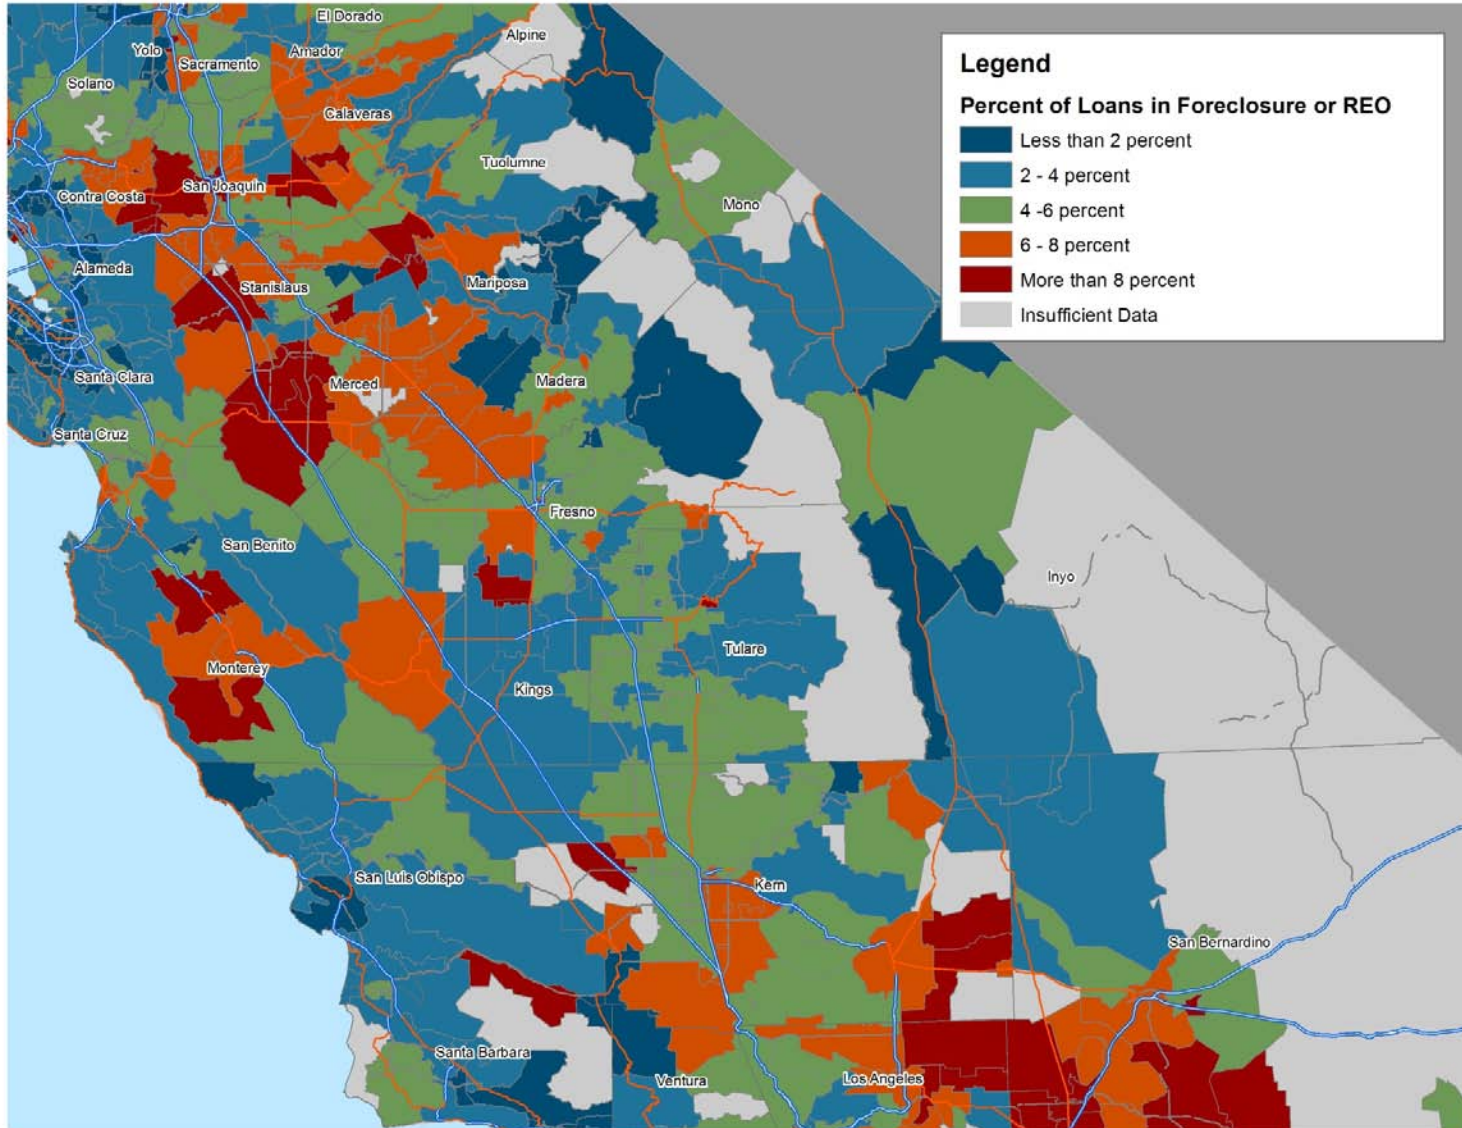 El Dorado
Alpine
Yolo
Amador
Sacramento
Solano
Calaveras
Tuolumne
San Joaquin
Contra Costa
Mono
Alameda
Stanislaus
Mariposa
Santa Clara
Merced
Madera
Santa Cruz
Fresno
San Benito
Inyo
Tulare
Monterey
Kings
San Luis Obispo
Kern
San Bernardino
Santa Barbara
Ventura
Los Angeles
Legend
Percent of Loans in Foreclosure or REO
Less than 2 percent
2 - 4 percent
4 -6 percent
6 - 8 percent
More than 8 percent
Insufficient Data